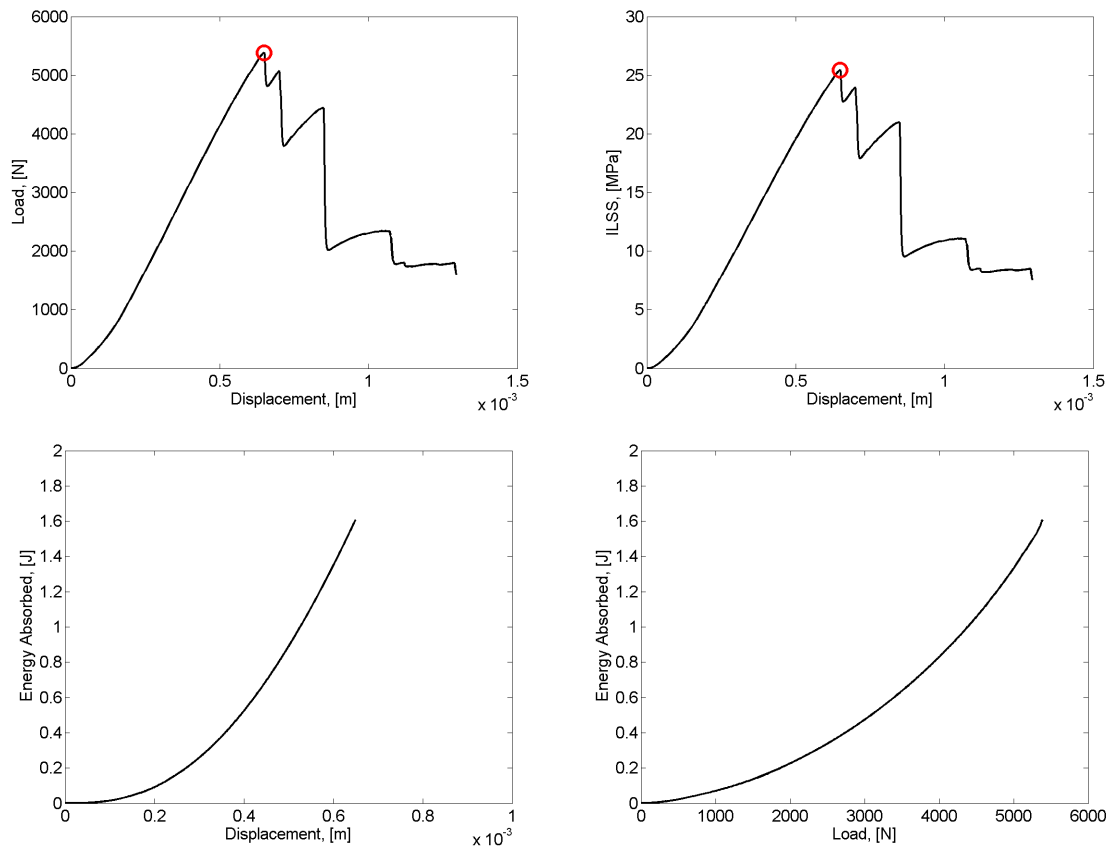 6000
5000
4000
3000
2000
1000
0
Load, [N]
0 0.5 1 1.5
Displacement, [m]
x 10^-3
30
25
20
15
10
5
0
ILSS, [MPa]
0 0.5 1 1.5
Displacement, [m]
x 10^-3
2
1.8
1.6
1.4
1.2
1
0.8
0.6
0.4
0.2
0
Energy Absorbed, [J]
0 0.2 0.4 0.6 0.8 1
Displacement, [m]
x 10^-3
2
1.8
1.6
1.4
1.2
1
0.8
0.6
0.4
0.2
0
Energy Absorbed, [J]
0 1000 2000 3000 4000 5000 6000
Load, [N]